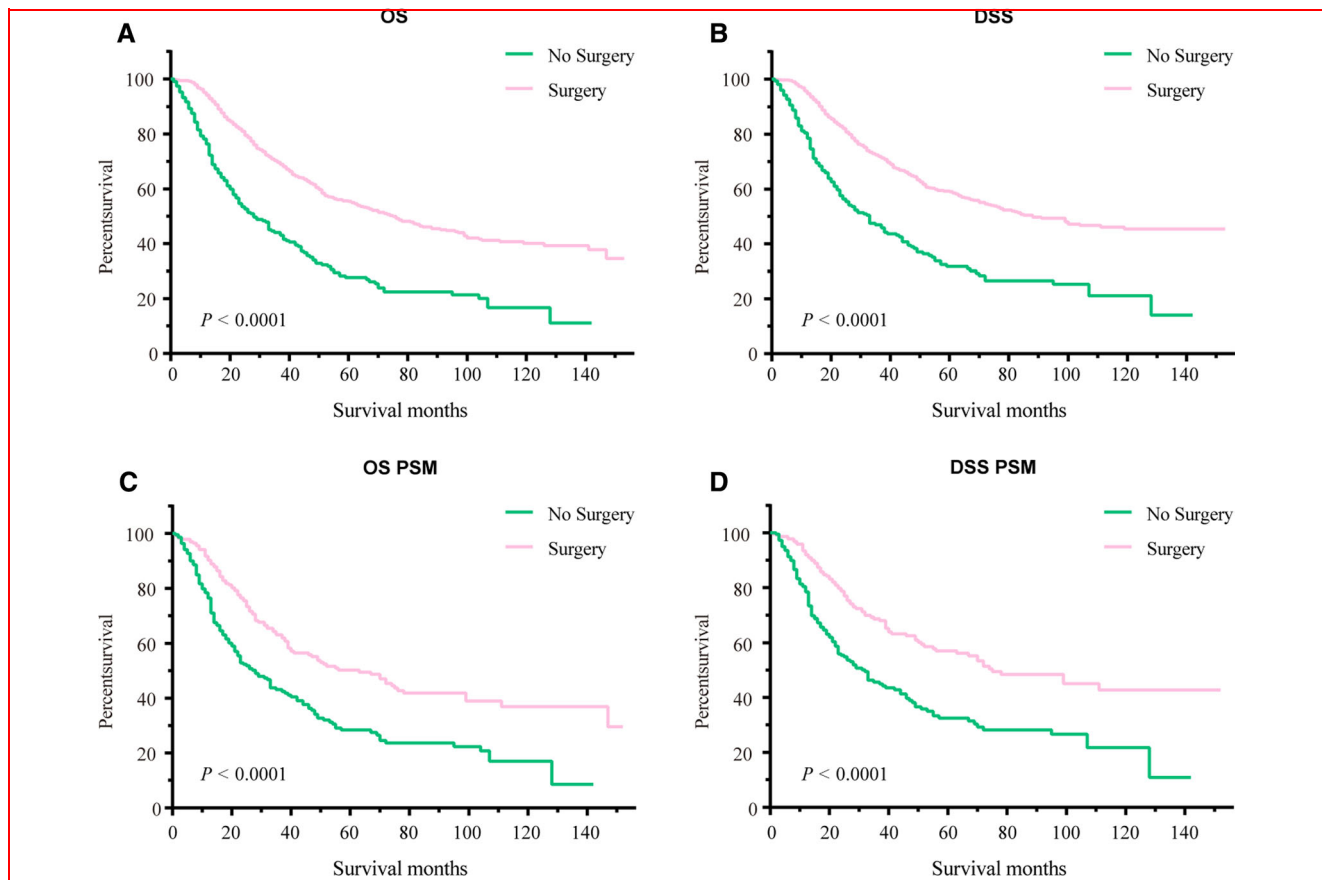 OS
A
No Surgery
Surgery
100
80
60
40
20
0
Percentsurvival
P < 0.0001
0 20 40 60 80 100 120 140
Survival months
DSS
B
No Surgery
Surgery
100
80
60
40
20
0
Percentsurvival
P < 0.0001
0 20 40 60 80 100 120 140
Survival months
OS PSM
C
No Surgery
Surgery
100
80
60
40
20
0
Percentsurvival
P < 0.0001
0 20 40 60 80 100 120 140
Survival months
DSS PSM
D
No Surgery
Surgery
100
80
60
40
20
0
Percentsurvival
P < 0.0001
0 20 40 60 80 100 120 140
Survival months